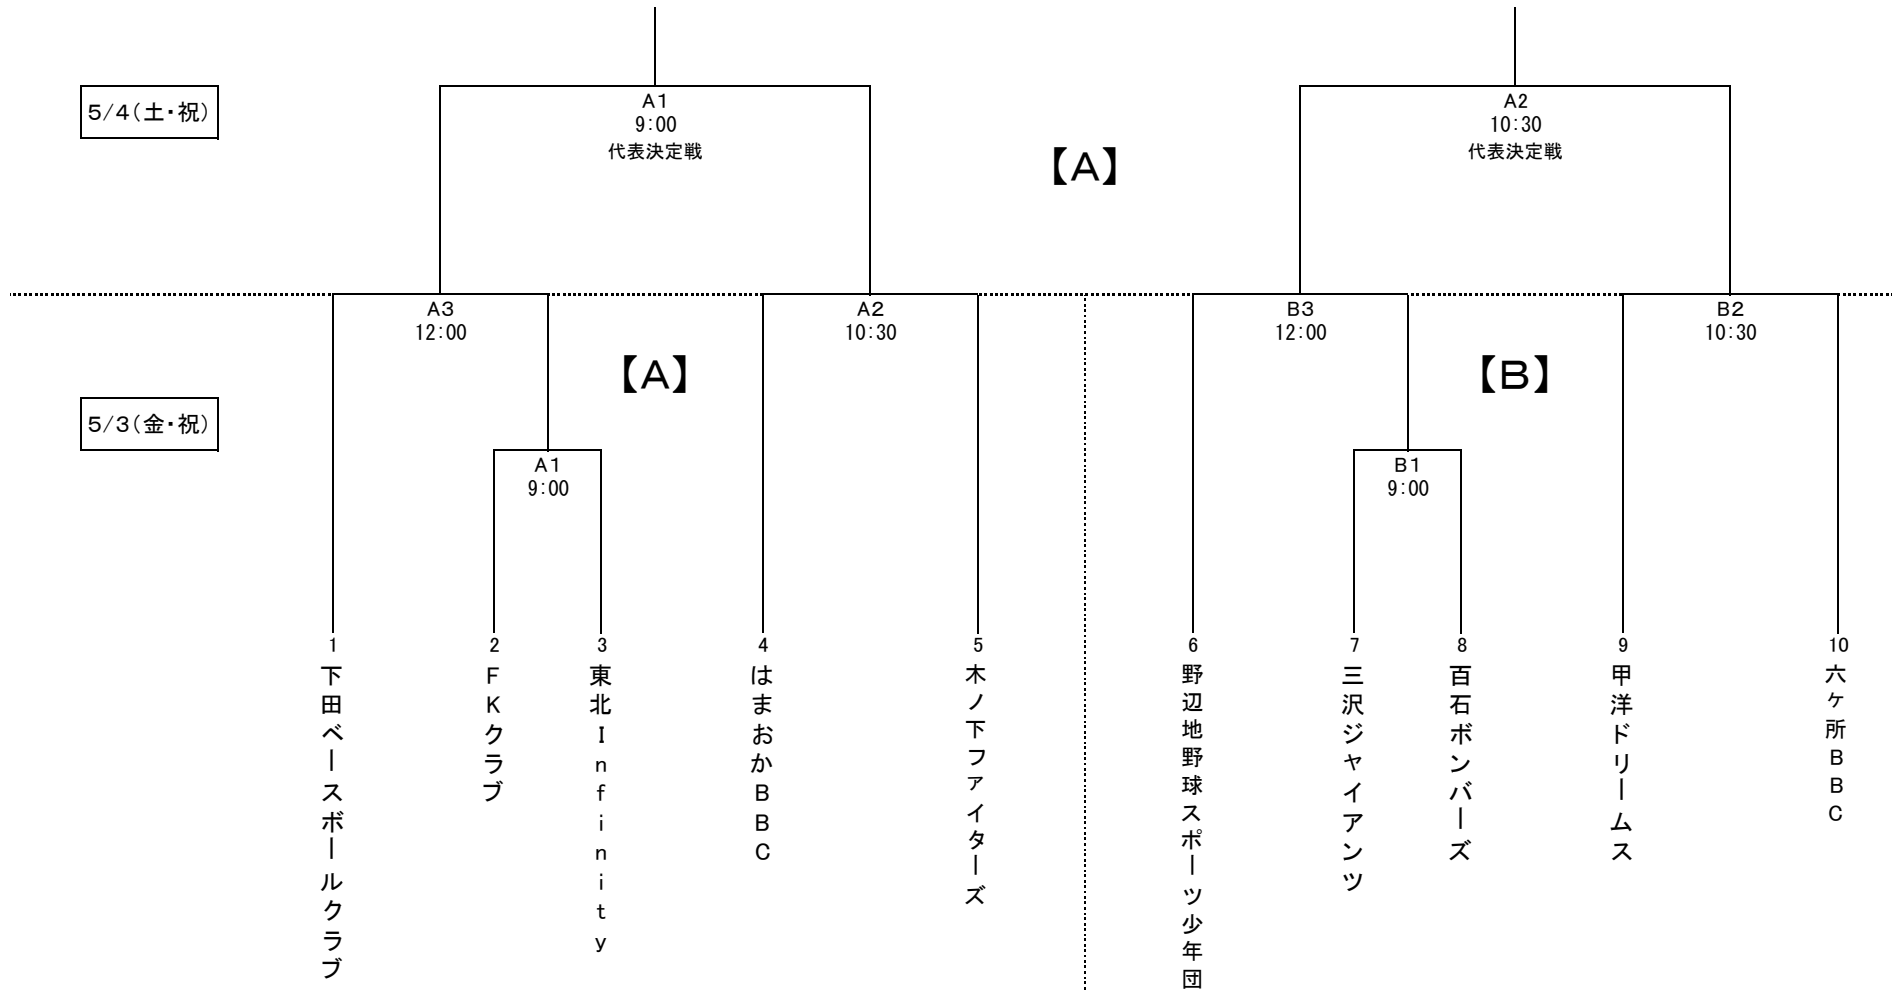 5/4(土・祝)
A1
9:00
代表決定戦
【A】
A2
10:30
代表決定戦
A3
12:00
A2
10:30
B3
12:00
B2
10:30
【A】
【B】
5/3(金・祝)
A1
9:00
B1
9:00
1
下田ベースボールクラブ
2
FKクラブ
3
東北Infinity
4
はまおかBBC
5
木ノ下ファイターズ
6
野辺地野球スポーツ少年団
7
三沢ジャイアンツ
8
百石ボンバーズ
9
甲洋ドリームス
10
六ケ所BBC